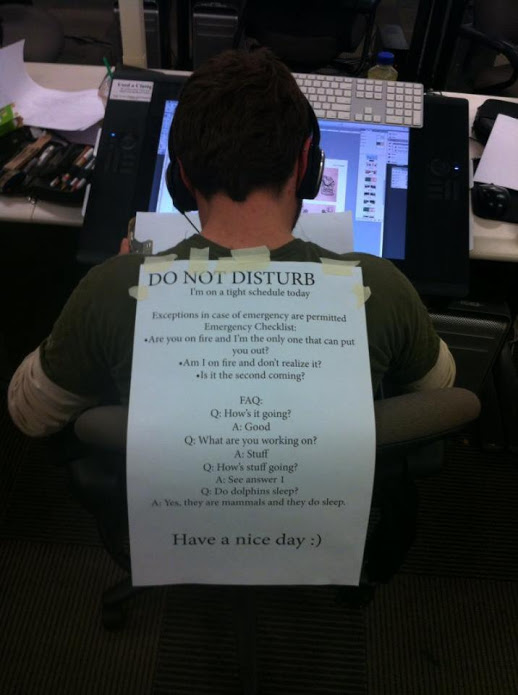 DO NOT DISTURB
I'm on a tight schedule today
Exceptions in case of emergency are permitted
Emergency Checklist:
•Are you on fire and I'm the only one that can put
you out?
•Am I on fire and don't realize it?
•Is it the second coming?
FAQ:
Q: How's it going?
A: Good
Q: What are you working on?
A: Stuff
Q: How's stuff going?
A: See answer 1
Q: Do dolphins sleep?
A: Yes, they are mammals and they do sleep.
Have a nice day :)